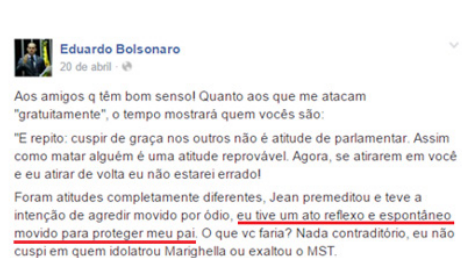 Eduardo Bolsonaro
20 de abril ·
Aos amigos q têm bom senso! Quanto aos que me atacam
"gratuitamente", o tempo mostrará quem vocês são:
"E repito: cuspir de graça nos outros não é atitude de parlamentar. Assim
como matar alguém é uma atitude reprovável. Agora, se atirarem em você
e eu atirar de volta eu não estarei errado!
Foram atitudes completamente diferentes, Jean premeditou e teve a
intenção de agredir movido por ódio, eu tive um ato reflexo e espontâneo
movido para proteger meu pai. O que vc faria? Nada contraditório, eu não
cuspi em quem idolatrou Marighella ou exaltou o MST.